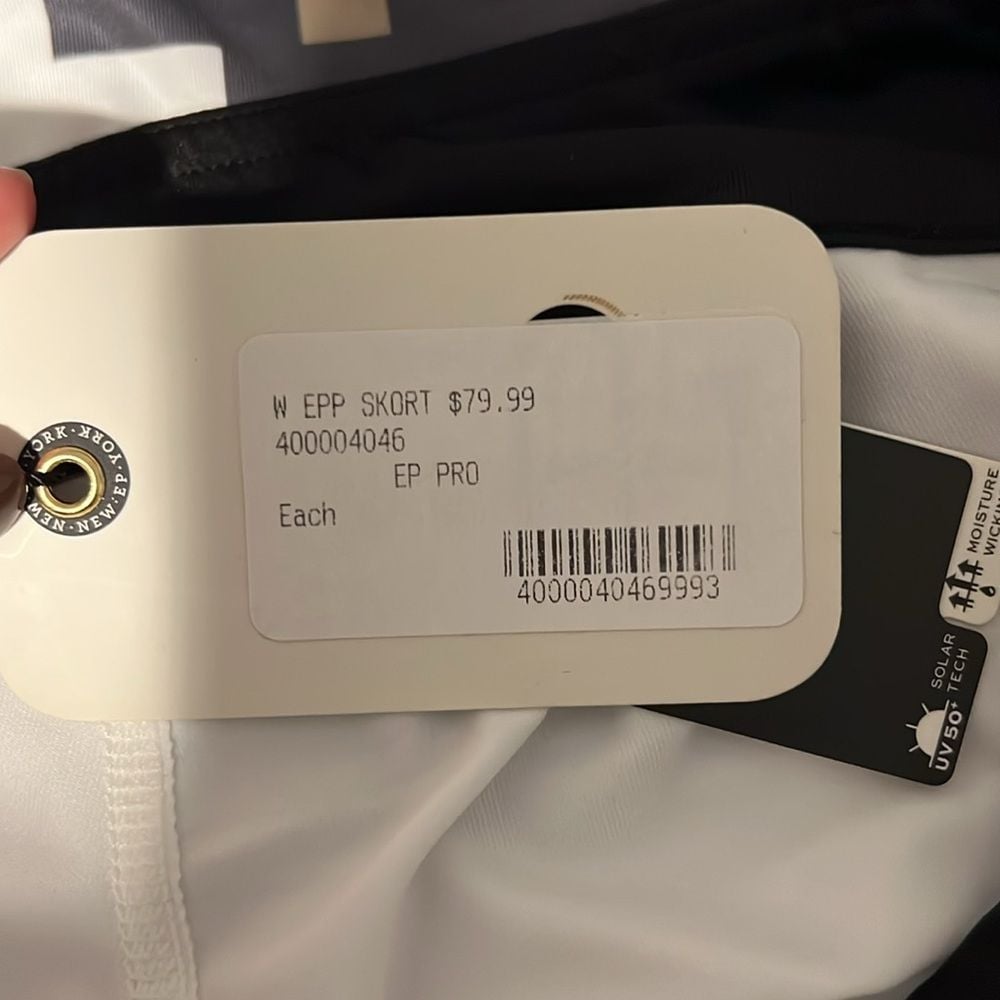 W EPP SKORT $79.99
400004046
EP PRO
Each
4000040469993
YORK · NEW · EP · YORK · NEW
MOISTURE
SOLAR
TECH
UV 50+